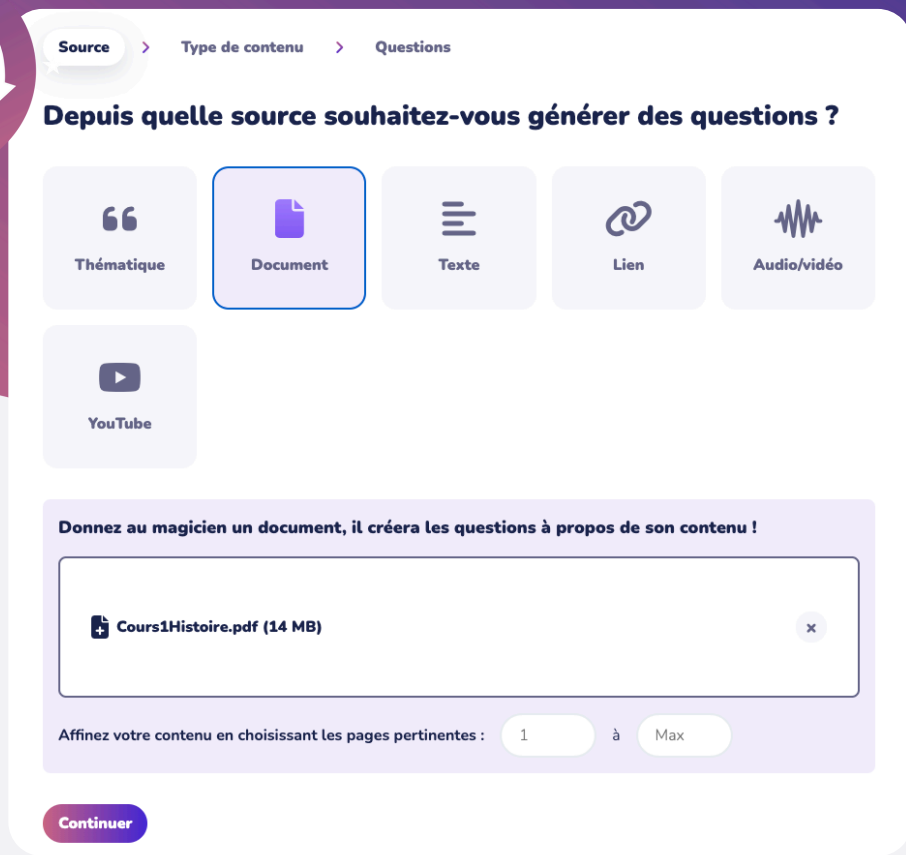 Source > Type de contenu > Questions
Depuis quelle source souhaitez-vous générer des questions ?
Thématique Document Texte Lien Audio/vidéo
YouTube
Donnez au magicien un document, il créera les questions à propos de son contenu !
Cours1Histoire.pdf (14 MB) x
Affinez votre contenu en choisissant les pages pertinentes : 1 à Max
Continuer